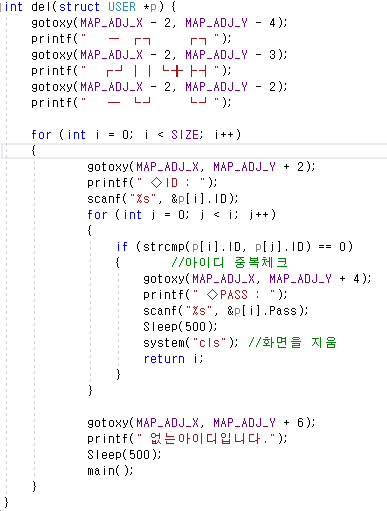 int del(struct USER *p) {
gotoxy(MAP_ADJ_X - 2, MAP_ADJ_Y - 4);
printf("   ─ ┌─┐     ┌─┐");
gotoxy(MAP_ADJ_X - 2, MAP_ADJ_Y - 3);
printf("  ┌─┘ │ │ └─╋ ├─┤");
gotoxy(MAP_ADJ_X - 2, MAP_ADJ_Y - 2);
printf("   ─ └─┘     └─┘");
for (int i = 0; i < SIZE; i++)
{
gotoxy(MAP_ADJ_X, MAP_ADJ_Y + 2);
printf(" ◇ID : ");
scanf("%s", &p[i].ID);
for (int j = 0; j < i; j++)
{
if (strcmp(p[i].ID, p[j].ID) == 0)
{ //아이디 중복체크
gotoxy(MAP_ADJ_X, MAP_ADJ_Y + 4);
printf(" ◇PASS : ");
scanf("%s", &p[i].Pass);
Sleep(500);
system("cls"); //화면을 지움
return i;
}
}
gotoxy(MAP_ADJ_X, MAP_ADJ_Y + 6);
printf(" 없는아이디입니다.");
Sleep(500);
main();
}
}